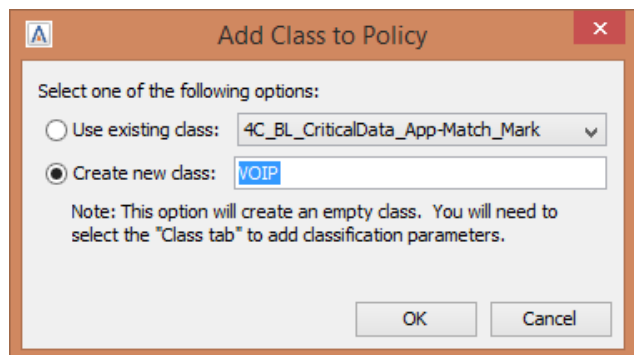 Add Class to Policy
Select one of the following options:
Use existing class: 4C_BL_CriticalData_App-Match_Mark
Create new class: VOIP
Note: This option will create an empty class. You will need to
select the "Class tab" to add classification parameters.
OK Cancel